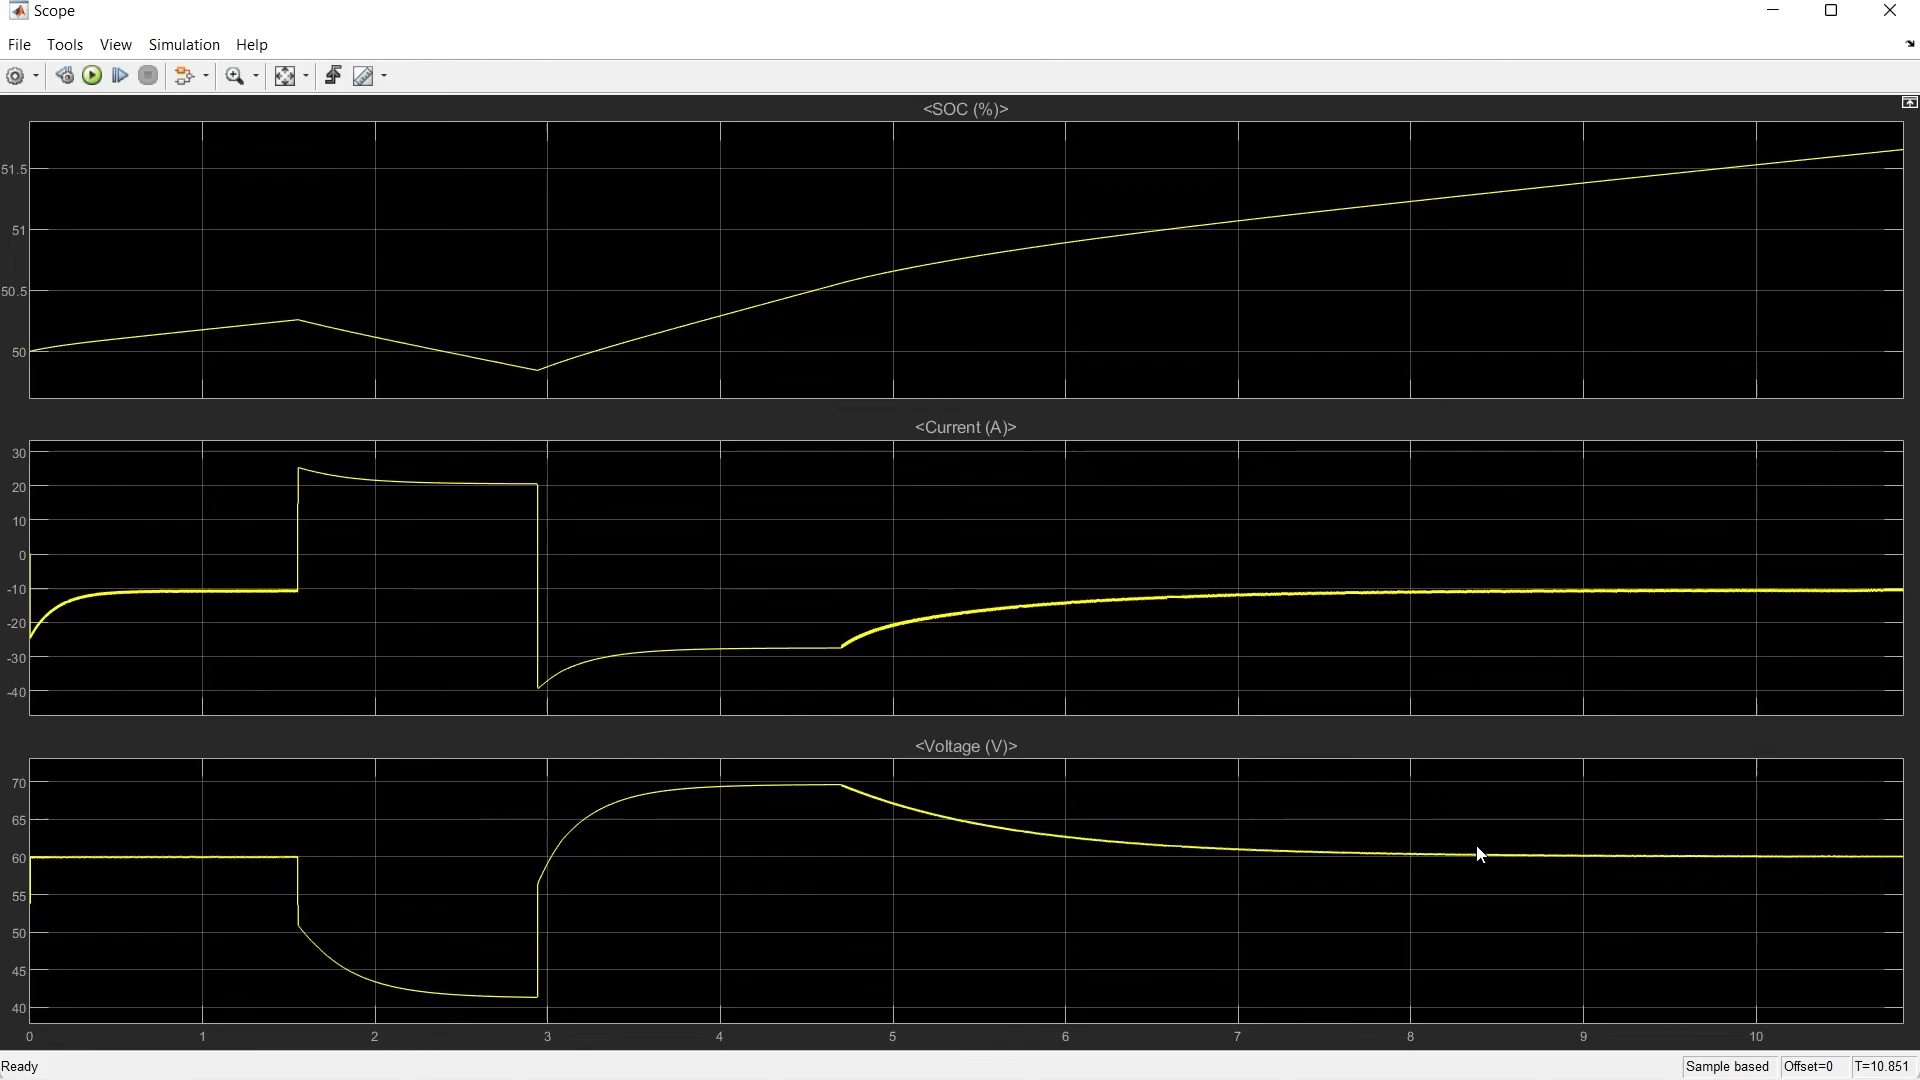 Scope
File Tools View Simulation Help
<SOC (%)>
51.5
51
50.5
50
<Current (A)>
30
20
10
0
-10
-20
-30
-40
<Voltage (V)>
70
65
60
55
50
45
40
0 1 2 3 4 5 6 7 8 9 10
Ready Sample based Offset=0 T=10.851